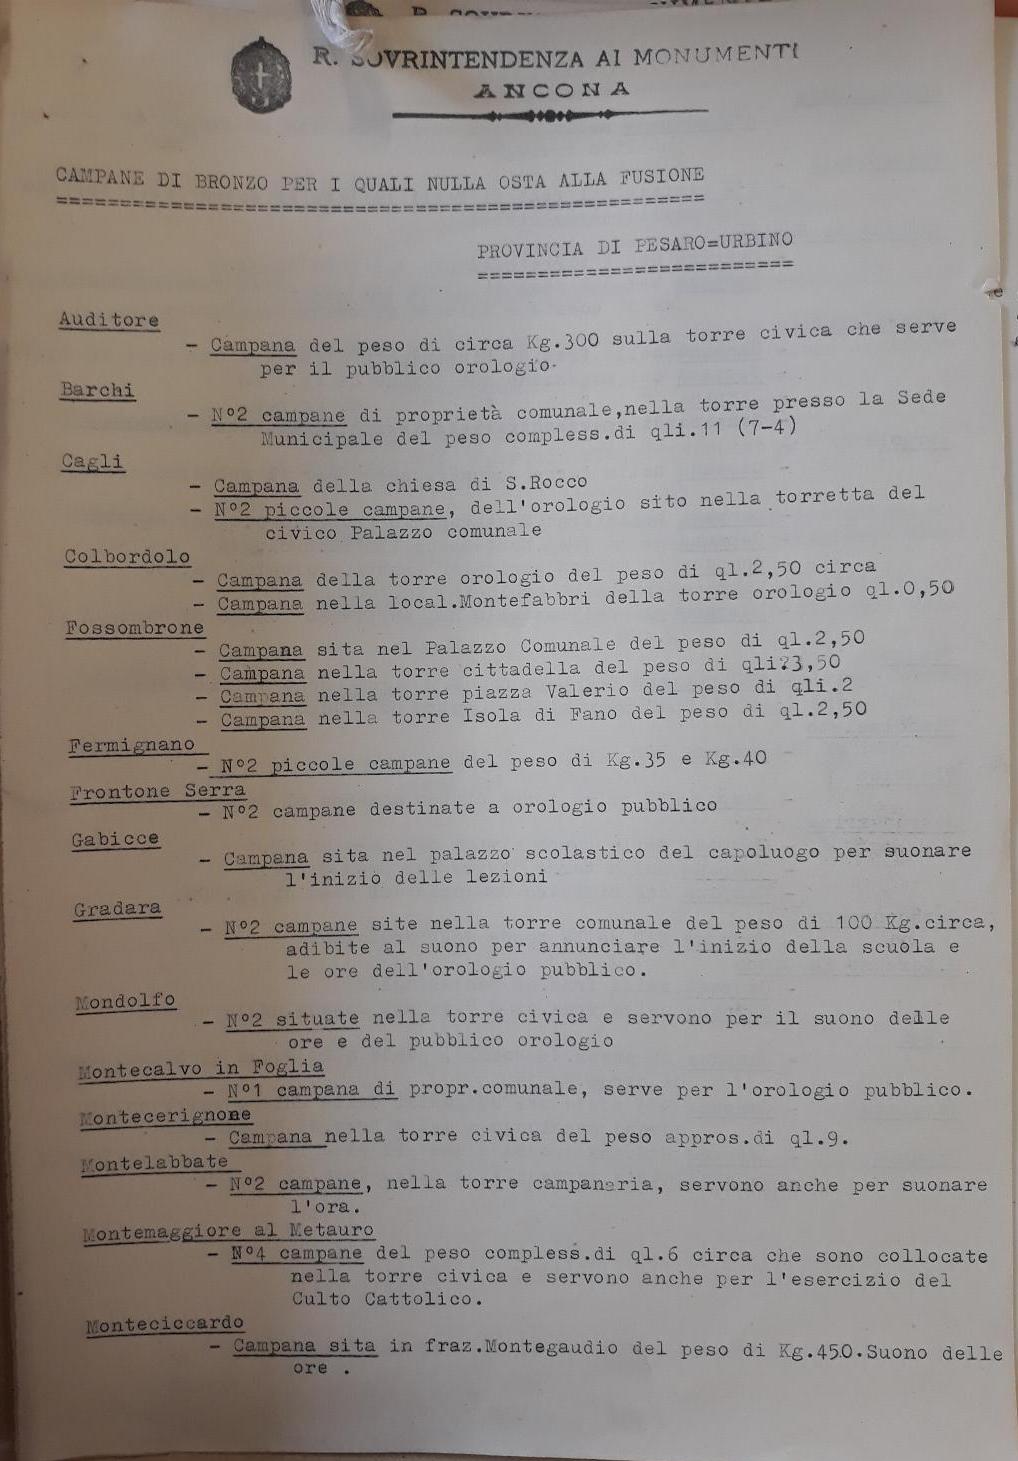 R. SOVRINTENDENZA AI MONUMENTI
ANCONA
CAMPANE DI BRONZO PER I QUALI NULLA OSTA ALLA FUSIONE
PROVINCIA DI PESARO=URBINO
Auditore
- Campana del peso di circa Kg.300 sulla torre civica che serve
per il pubblico orologio-
Barchi
- N°2 campane di proprietà comunale,nella torre presso la Sede
Municipale del peso compless.di qli.11 (7-4)
Cagli
- Campana della chiesa di S.Rocco
- N°2 piccole campane, dell'orologio sito nella torretta del
civico Palazzo comunale
Colbordolo
- Campana della torre orologio del peso di ql.2,50 circa
- Campana nella local.Montefabbri della torre orologio ql.0,50
Fossombrone
- Campana sita nel Palazzo Comunale del peso di ql.2,50
- Campana nella torre cittadella del peso di qli?3,50
- Campana nella torre piazza Valerio del peso di qli.2
- Campana nella torre Isola di Fano del peso di ql.2,50
Fermignano
- N°2 piccole campane del peso di Kg.35 e Kg.40
Frontone Serra
- N°2 campane destinate a orologio pubblico
Gabicce
- Campana sita nel palazzo scolastico del capoluogo per suonare
l'inizio delle lezioni
Gradara
- N°2 campane site nella torre comunale del peso di 100 Kg.circa,
adibite al suono per annunciare l'inizio della scuola e
le ore dell'orologio pubblico.
Mondolfo
- N°2 situate nella torre civica e servono per il suono delle
ore e del pubblico orologio
Montecalvo in Foglia
- N°1 campana di propr.comunale, serve per l'orologio pubblico.
Montecerignone
- Campana nella torre civica del peso appros.di ql.9.
Montelabbate
- N°2 campane, nella torre campanaria, servono anche per suonare
l'ora.
Montemaggiore al Metauro
- N°4 campane del peso compless.di ql.6 circa che sono collocate
nella torre civica e servono anche per l'esercizio del
Culto Cattolico.
Monteciccardo
- Campana sita in fraz.Montegaudio del peso di Kg.450.Suono delle
ore .